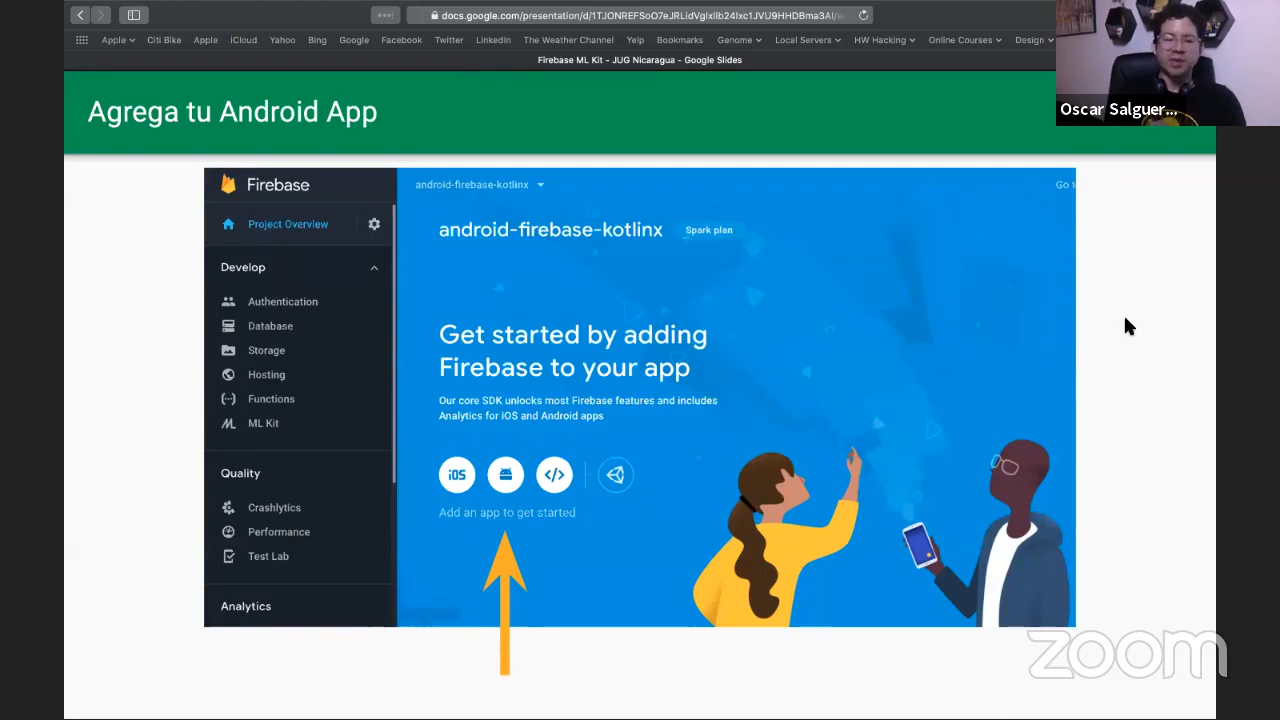 docs.google.com/presentation/d/1TJONREFSoO7eJRLidVgixIIb24Ixc1JVU9HHDBma3AI/
Apple Citi Bike Apple iCloud Yahoo Bing Google Facebook Twitter LinkedIn The Weather Channel Yelp Bookmarks Genome Local Servers HW Hacking Online Courses Design
Firebase ML Kit - JUG Nicaragua - Google Slides
Oscar Salguer...
Agrega tu Android App
Firebase
Project Overview
Develop
Authentication
Database
Storage
Hosting
Functions
ML Kit
Quality
Crashlytics
Performance
Test Lab
Analytics
android-firebase-kotlinx
Go t
android-firebase-kotlinx Spark plan
Get started by adding
Firebase to your app
Our core SDK unlocks most Firebase features and includes
Analytics for iOS and Android apps
iOS
Add an app to get started
zoom